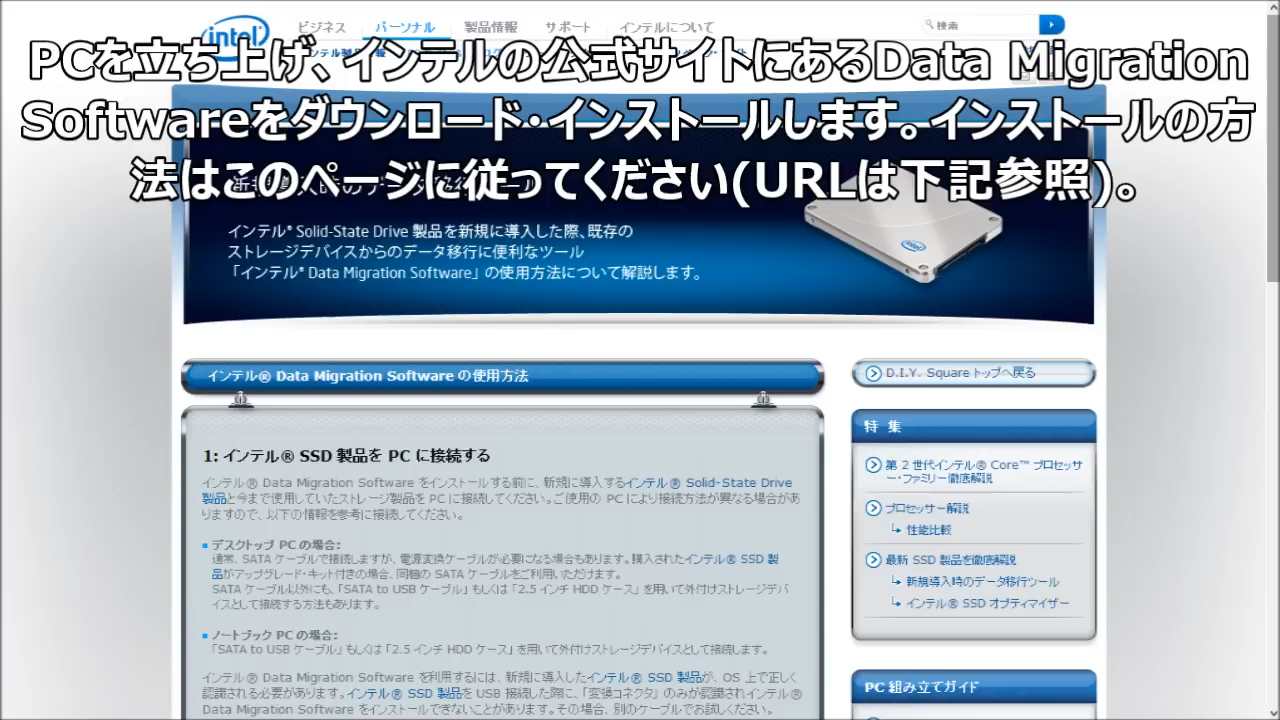 intel
ビジネス パーソナル 製品情報 サポート インテルについて
検索
PCを立ち上げ、インテルの公式サイトにあるData Migration
Softwareをダウンロード・インストールします。インストールの方
法はこのページに従ってください(URLは下記参照)。
インテル® Solid-State Drive 製品を新規に導入した際、既存の
ストレージデバイスからのデータ移行に便利なツール
「インテル® Data Migration Software」の使用方法について解説します。
インテル® Data Migration Software の使用方法
1: インテル® SSD 製品を PC に接続する
インテル® Data Migration Software をインストールする前に、新規に導入するインテル® Solid-State Drive
製品と今まで使用していたストレージ製品を PC に接続してください。ご使用の PC により接続方法が異なる場合があ
りますので、以下の情報を参考に接続してください。
デスクトップ PC の場合:
通常、SATA ケーブルで接続しますが、電源変換ケーブルが必要になる場合もあります。購入されたインテル® SSD 製
品がアップグレード・キット付きの場合、同梱の SATA ケーブルをご利用いただけます。
SATA ケーブル以外にも、「SATA to USB ケーブル」もしくは「2.5 インチ HDD ケース」を用いて外付けストレージデバ
イスとして接続する方法もあります。
ノートブック PC の場合:
「SATA to USB ケーブル」もしくは「2.5 インチ HDD ケース」を用いて外付けストレージデバイスとして接続します。
インテル® Data Migration Software を利用するには、新規に導入したインテル® SSD 製品が、OS 上で正しく
認識される必要があります。インテル® SSD 製品を USB 接続した際に、「変換コネクタ」のみが認識されインテル®
Data Migration Software をインストールできないことがあります。その場合、別のケーブルでお試しください。
D.I.Y. Square トップへ戻る
特 集
第 2 世代インテル® Core™ プロセッサ
ー・ファミリー徹底解説
プロセッサー解説
性能比較
最新 SSD 製品を徹底解説
新規導入時のデータ移行ツール
インテル® SSD オプティマイザー
PC 組み立てガイド